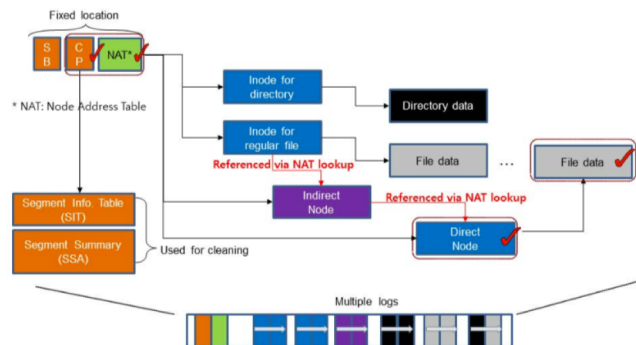 Fixed location
S
B
C
P
NAT*
* NAT: Node Address Table
Inode for
directory
Directory data
Inode for
regular file
File data
...
File data
Referenced via NAT lookup
Indirect
Node
Referenced via NAT lookup
Direct
Node
Segment Info. Table
(SIT)
Segment Summary
(SSA)
Used for cleaning
Multiple logs